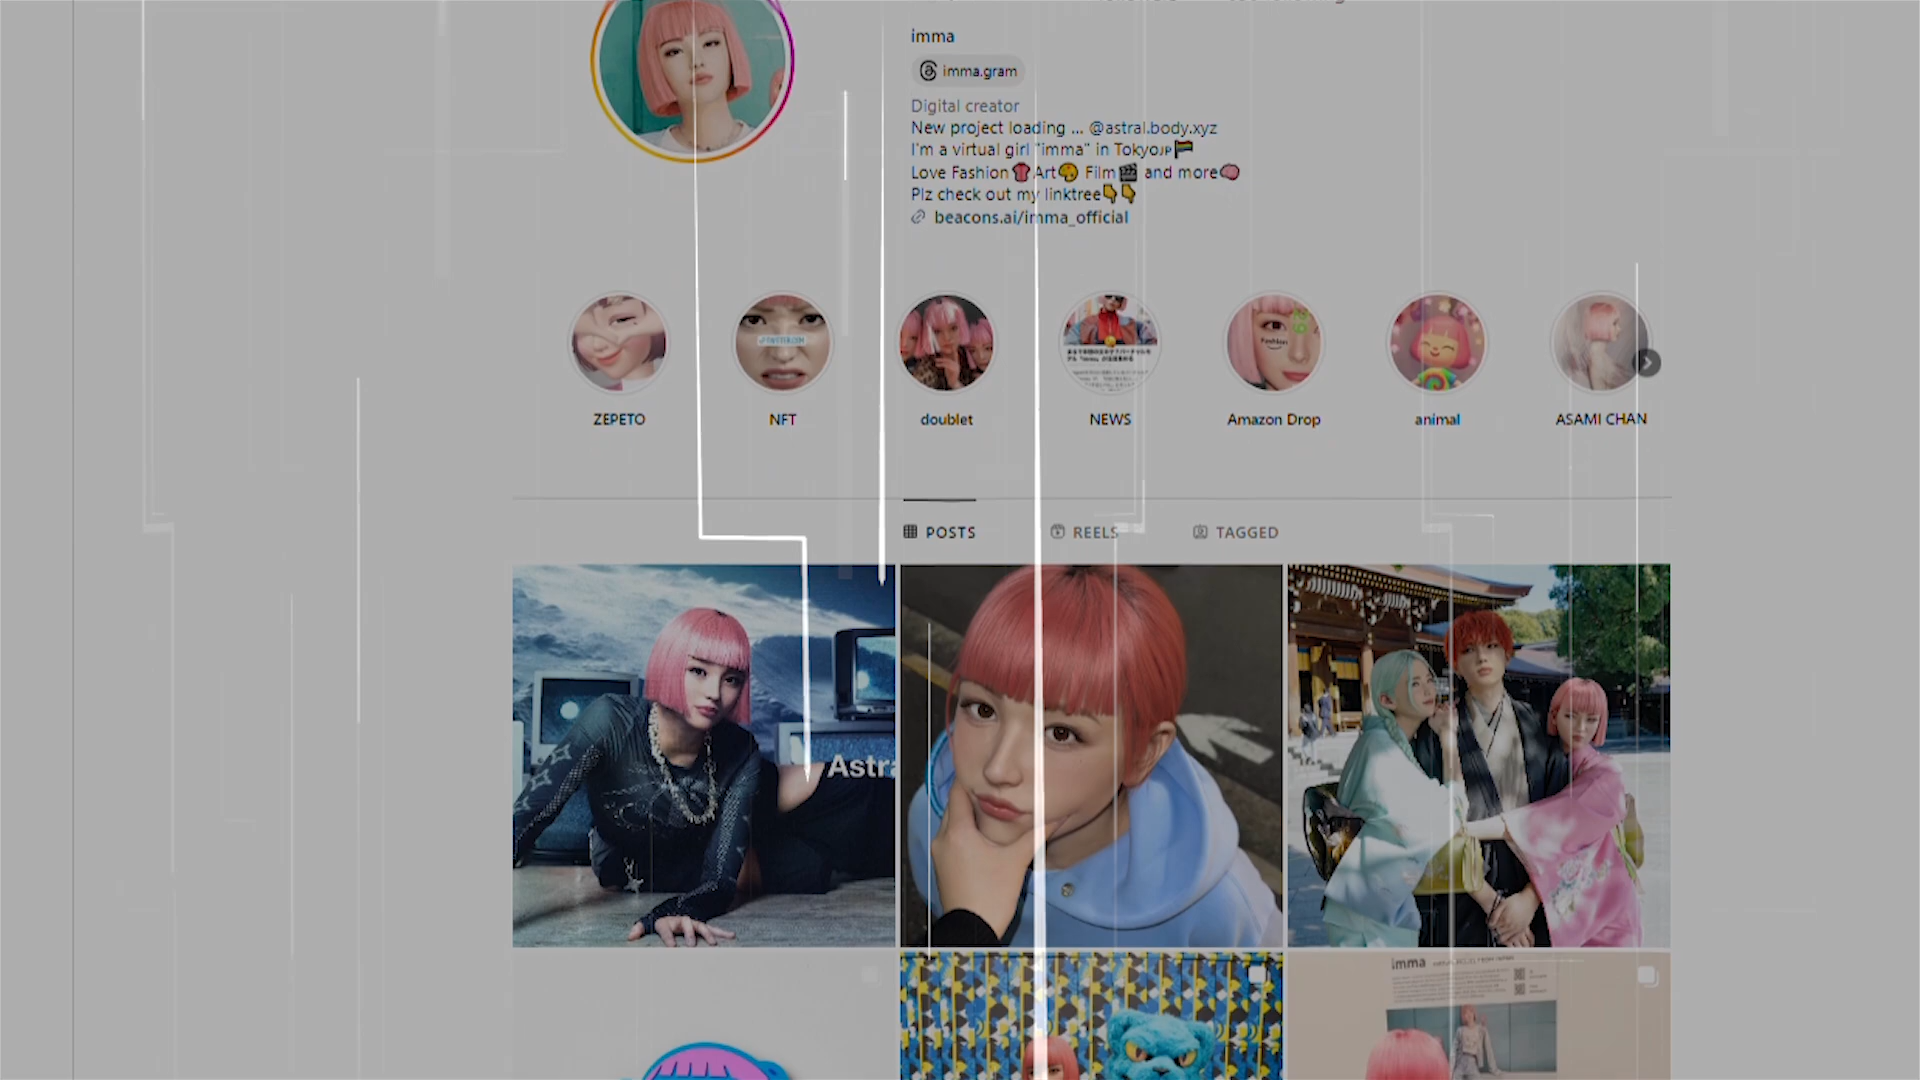 imma
imma.gram
Digital creator
New project loading ... @astral.body.xyz
I'm a virtual girl "imma" in Tokyo🇯🇵🏳️‍🌈
Love Fashion👚Art🎨 Film🎬 and more🧠
Plz check out my linktree👇👇
beacons.ai/imma_official
Fashion
ZEPETO
NFT
doublet
NEWS
Amazon Drop
animal
ASAMI CHAN
POSTS
REELS
TAGGED
Astra
imma